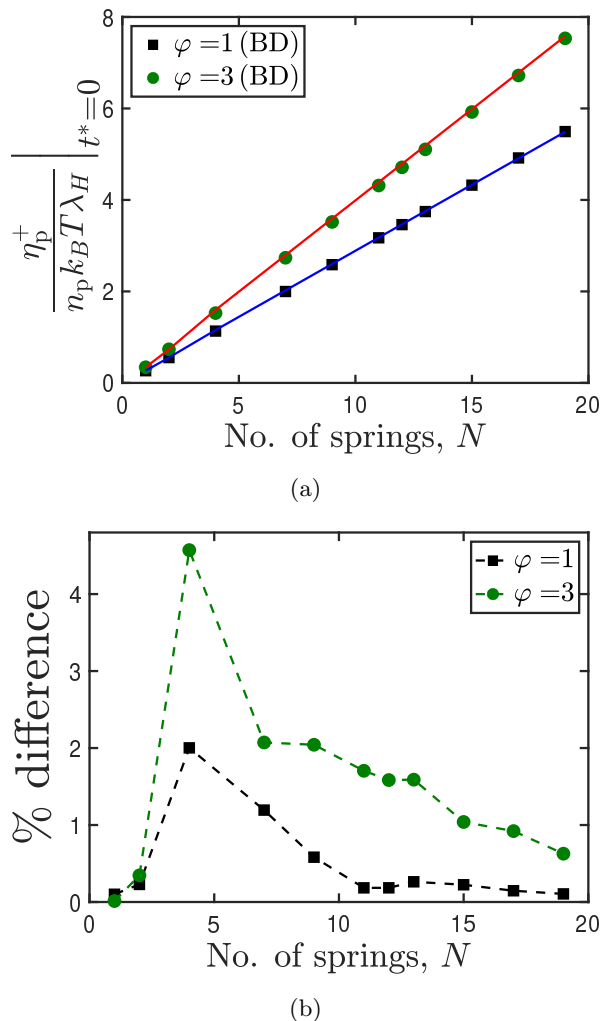 8
6
4
2
0
φ =1 (BD)
φ =3 (BD)
η_p^+ / n_p k_B T λ_H |_{t*=0}
0 5 10 15 20
No. of springs, N
(a)
4
3
2
1
0
φ =1
φ =3
% difference
0 5 10 15 20
No. of springs, N
(b)